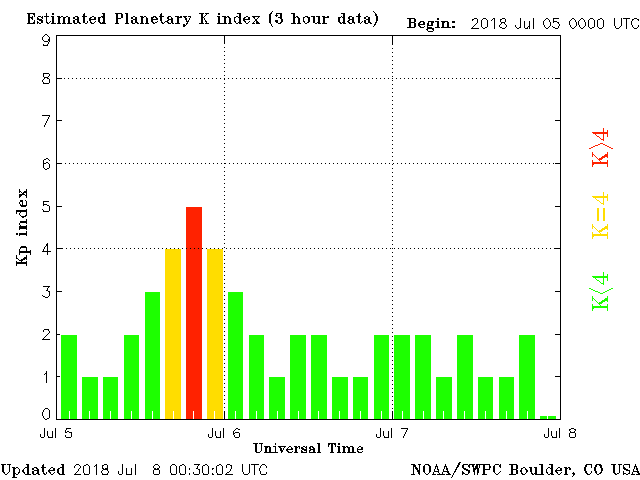 Estimated Planetary K index (3 hour data)
Begin: 2018 Jul 05 0000 UTC
9
8
7
6
5
4
3
2
1
0
Kp index
K>4
K=4
K<4
Jul 5
Jul 6
Jul 7
Jul 8
Universal Time
Updated 2018 Jul 8 00:30:02 UTC
NOAA/SWPC Boulder, CO USA